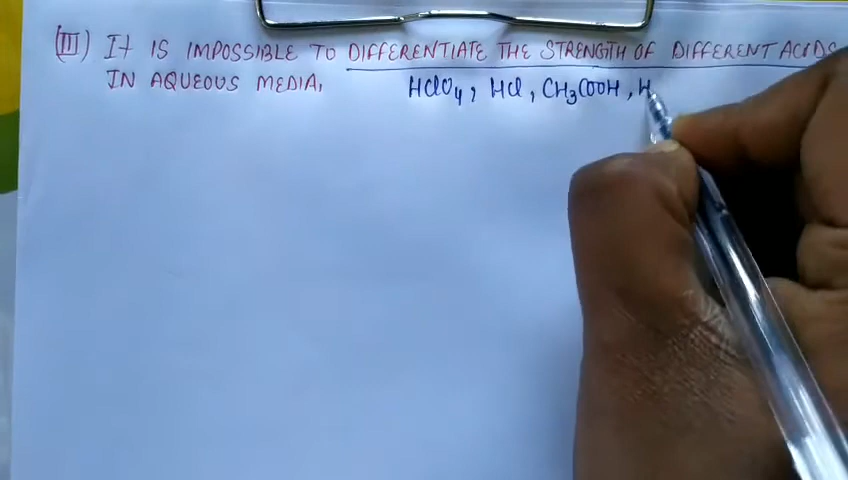 (III) It IS IMPOSSIBLE TO DIFFERENTIATE THE STRENGTH OF DIFFERENT ACIDS
IN AQUEOUS MEDIA, HClO4, HCl, CH3COOH, H